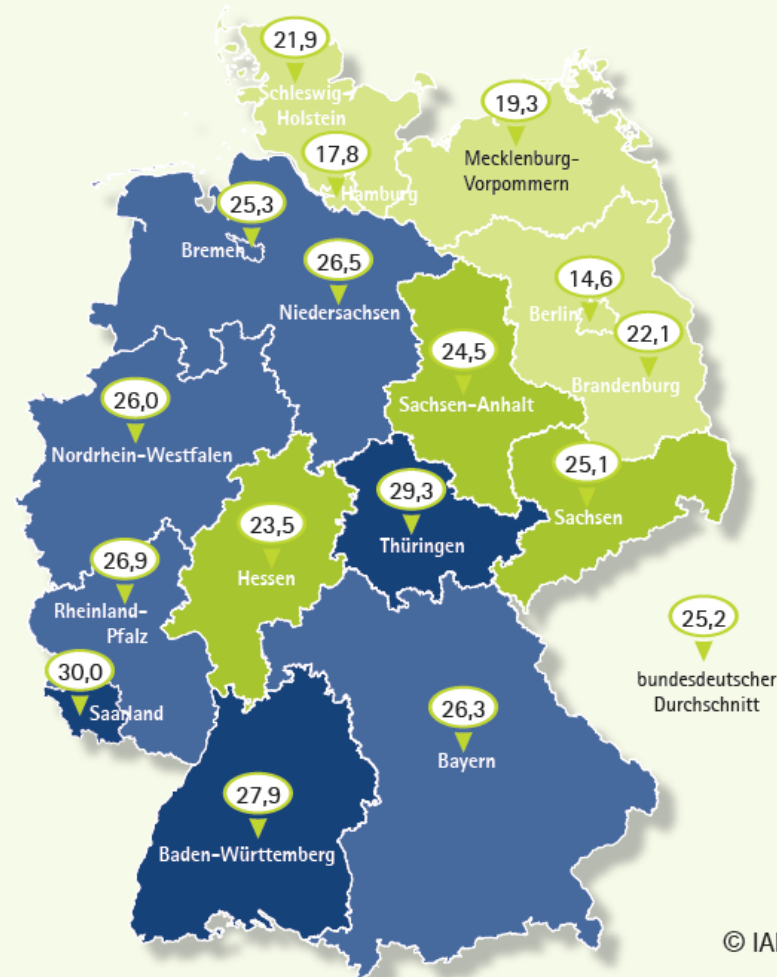 21,9
Schleswig-
Holstein
19,3
Mecklenburg-
Vorpommern
17,8
Hamburg
25,3
Bremen
26,5
Niedersachsen
14,6
Berlin
22,1
Brandenburg
24,5
Sachsen-Anhalt
26,0
Nordrhein-Westfalen
25,1
Sachsen
29,3
Thüringen
23,5
Hessen
26,9
Rheinland-
Pfalz
25,2
bundesdeutscher
Durchschnitt
30,0
Saarland
26,3
Bayern
27,9
Baden-Württemberg
©